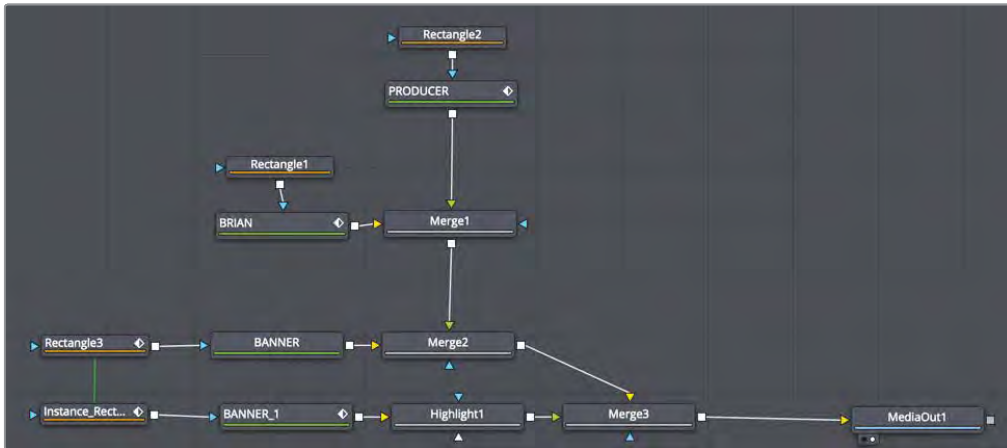 Rectangle2
PRODUCER
Rectangle1
BRIAN
Merge1
Rectangle3
BANNER
Merge2
Instance_Rect...
BANNER_1
Highlight1
Merge3
MediaOut1